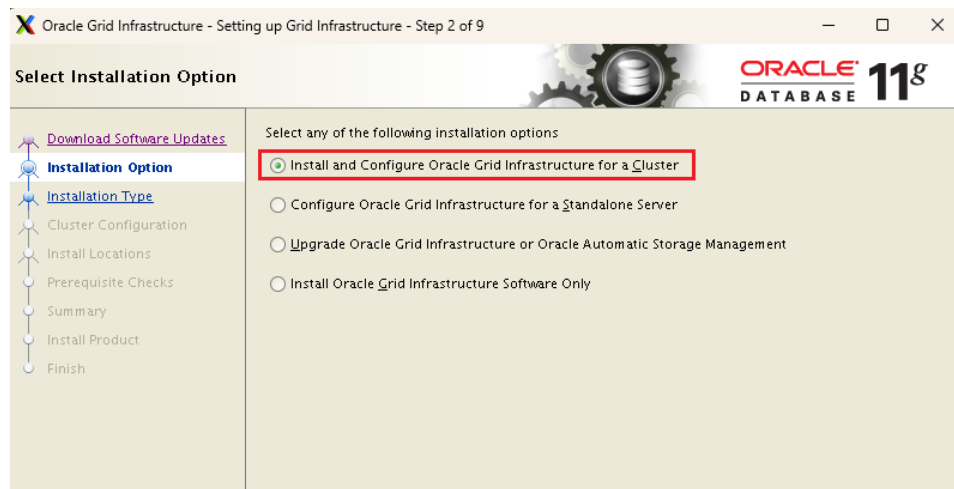 Oracle Grid Infrastructure - Setting up Grid Infrastructure - Step 2 of 9
Select Installation Option
ORACLE
DATABASE
11g
Download Software Updates
Installation Option
Installation Type
Cluster Configuration
Install Locations
Prerequisite Checks
Summary
Install Product
Finish
Select any of the following installation options
Install and Configure Oracle Grid Infrastructure for a Cluster
Configure Oracle Grid Infrastructure for a Standalone Server
Upgrade Oracle Grid Infrastructure or Oracle Automatic Storage Management
Install Oracle Grid Infrastructure Software Only